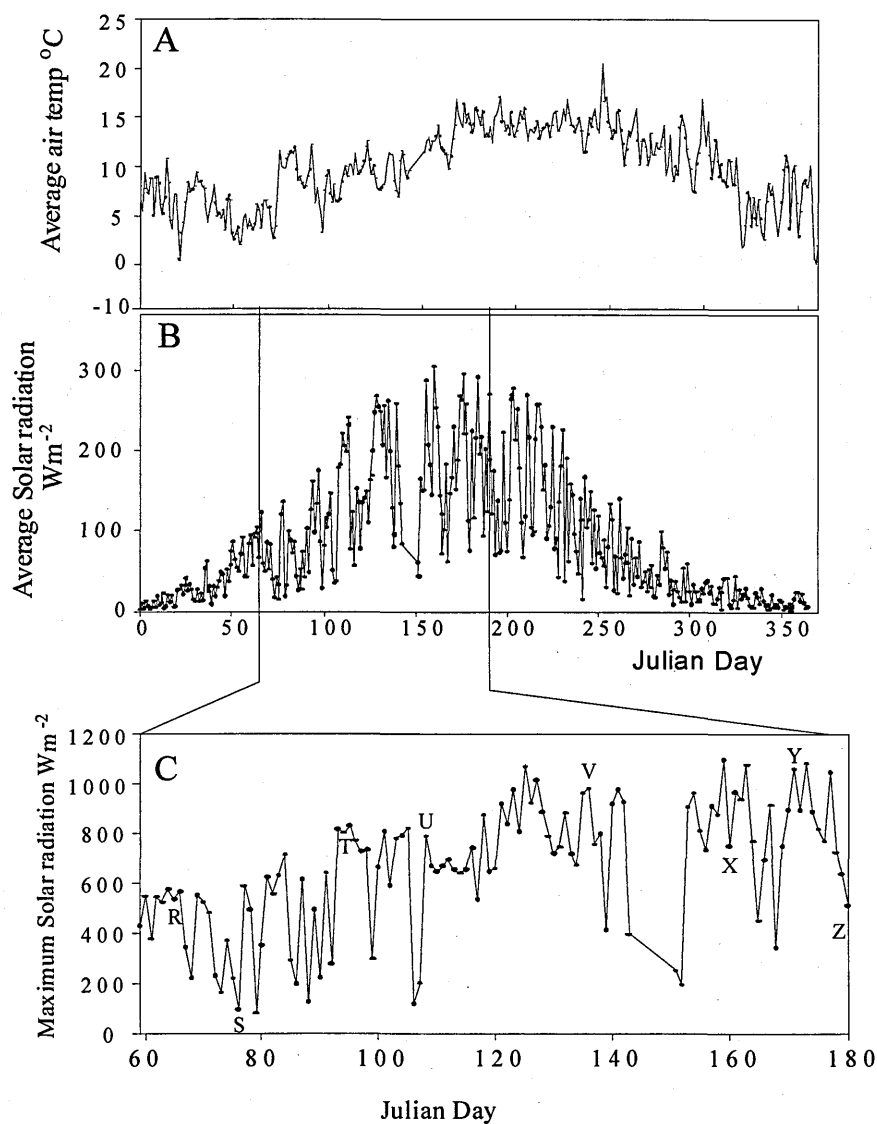 A
Average air temp °C
25
20
15
10
5
0
-10
B
Average Solar radiation
Wm-2
300
200
100
0
0 50 100 150 200 250 300 350
Julian Day
C
Maximum Solar radiation Wm-2
1200
1000
800
600
400
200
0
R
S
T
U
V
X
Y
Z
60 80 100 120 140 160 180
Julian Day